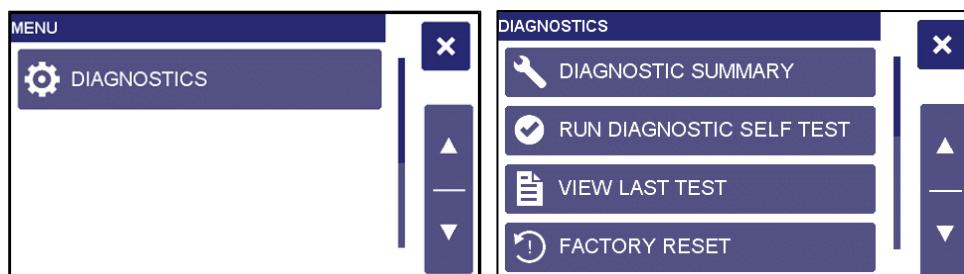 MENU
DIAGNOSTICS
DIAGNOSTICS
DIAGNOSTIC SUMMARY
RUN DIAGNOSTIC SELF TEST
VIEW LAST TEST
FACTORY RESET